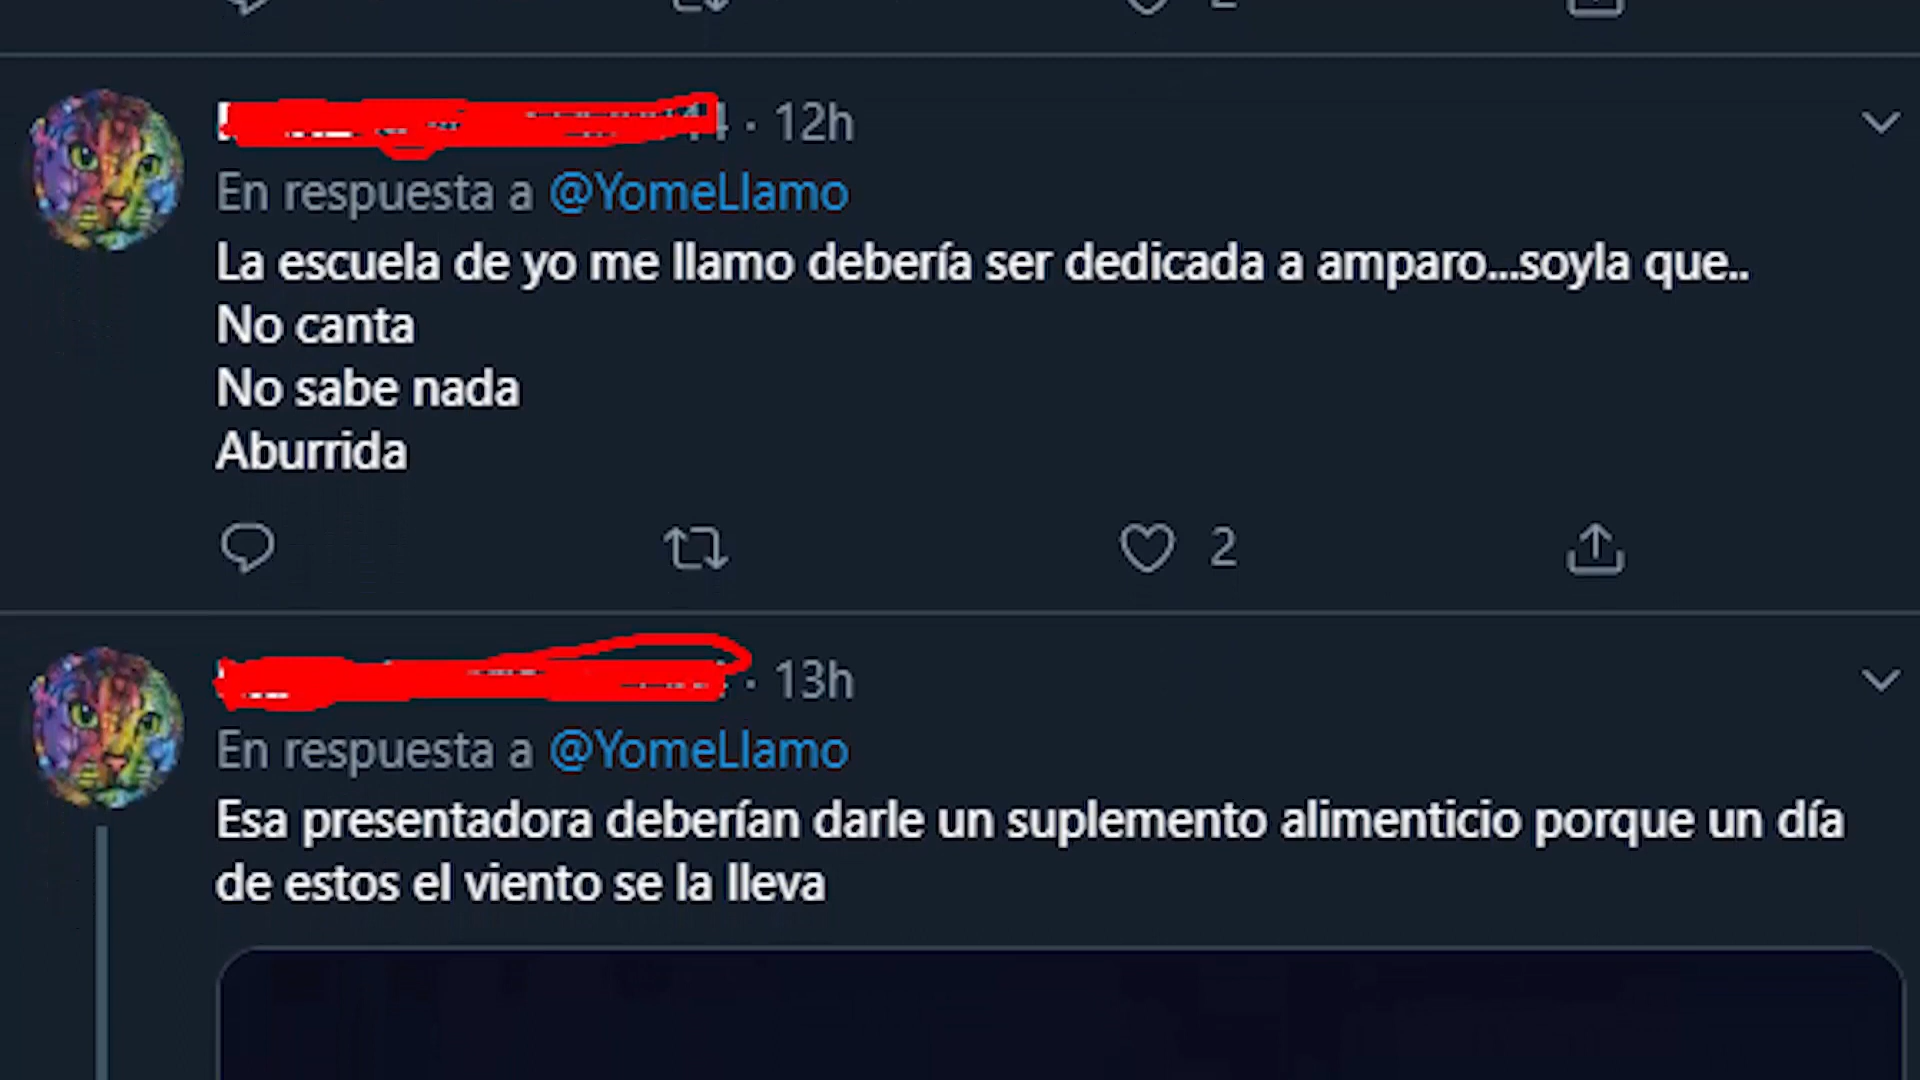 · 12h
En respuesta a @YomeLlamo
La escuela de yo me llamo debería ser dedicada a amparo...soyla que..
No canta
No sabe nada
Aburrida
2
· 13h
En respuesta a @YomeLlamo
Esa presentadora deberían darle un suplemento alimenticio porque un día
de estos el viento se la lleva